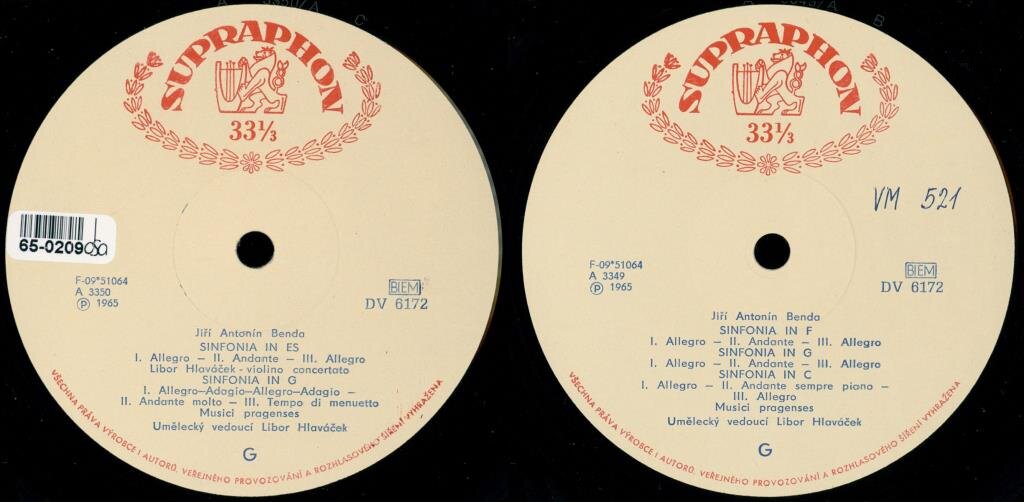 SUPRAPHON
33⅓
65-0209
F-09*51064
A 3350
Ⓟ 1965
BIEM
DV 6172
Jiří Antonín Benda
SINFONIA IN ES
I. Allegro – II. Andante – III. Allegro
Libor Hlaváček - violino concertato
SINFONIA IN G
I. Allegro—Adagio—Allegro-Adagio –
II. Andante molto – III. Tempo di menuetto
Musici pragenses
Umělecký vedoucí Libor Hlaváček
G
VŠECHNA PRÁVA VÝROBCE I AUTORŮ, VEŘEJNÉHO PROVOZOVÁNÍ A ROZHLASOVÉHO ŠÍŘENÍ VYHRAŽENA
SUPRAPHON
33⅓
VM 521
F-09*51064
A 3349
Ⓟ 1965
BIEM
DV 6172
Jiří Antonín Benda
SINFONIA IN F
I. Allegro – II. Andante – III. Allegro
SINFONIA IN G
I. Allegro – II. Andante – III. Allegro
SINFONIA IN C
I. Allegro – II. Andante sempre piano –
III. Allegro
Musici pragenses
Umělecký vedoucí Libor Hlaváček
G
VŠECHNA PRÁVA VÝROBCE I AUTORŮ, VEŘEJNÉHO PROVOZOVÁNÍ A ROZHLASOVÉHO ŠÍŘENÍ VYHRAŽENA